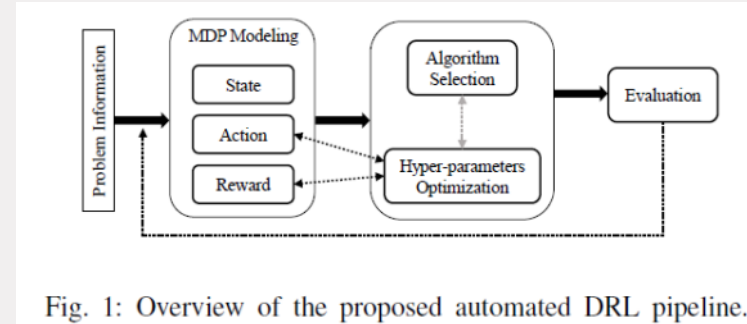 Problem Information
MDP Modeling
State
Action
Reward
Algorithm
Selection
Hyper-parameters
Optimization
Evaluation
Fig. 1: Overview of the proposed automated DRL pipeline.